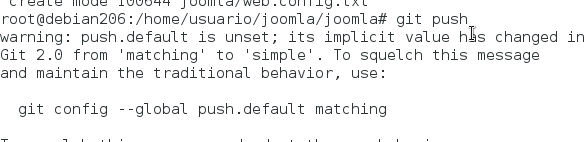 create mode 100644 joomla/web.config.txt
root@debian206:/home/usuario/joomla/joomla# git push
warning: push.default is unset; its implicit value has changed in
Git 2.0 from 'matching' to 'simple'. To squelch this message
and maintain the traditional behavior, use:
git config --global push.default matching